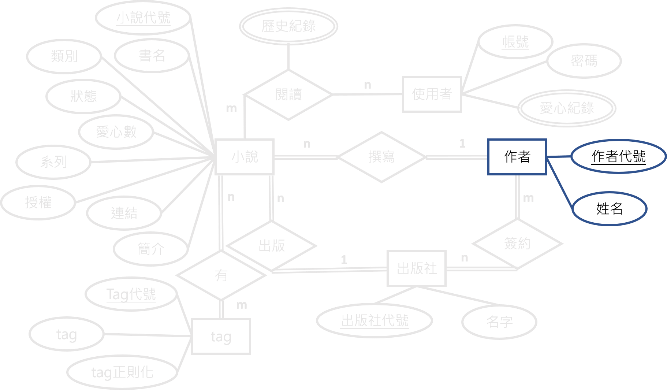 小說代號
歷史紀錄
類別
書名
帳號
密碼
狀態
閱讀
n
使用者
愛心紀錄
m
愛心數
系列
小說
n
撰寫
1
作者
作者代號
授權
連結
n
n
m
姓名
簡介
出版
簽約
有
1
出版社
n
Tag代號
m
tag
tag
出版社代號
名字
tag正則化